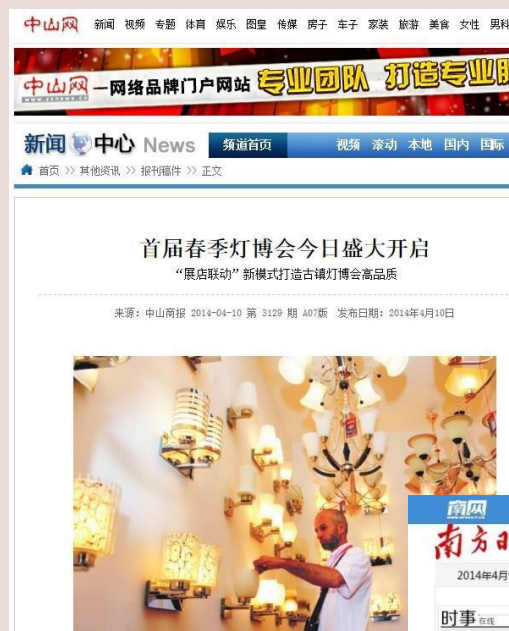 中山网 新闻 视频 专题 体育 娱乐 图皇 传媒 房子 车子 家装 旅游 美食 女性 男科
中山网 —网络品牌门户网站 专业团队 打造专业服
新闻中心 News 频道首页 视频 滚动 本地 国内 国际
首页 >> 其他资讯 >> 报刊稿件 >> 正文
首届春季灯博会今日盛大开启
“展店联动”新模式打造古镇灯博会高品质
来源：中山商报 2014-04-10 第 3129 期 A07版 发布日期：2014年4月10日
南网
南方日
2014年4月
时事 在线